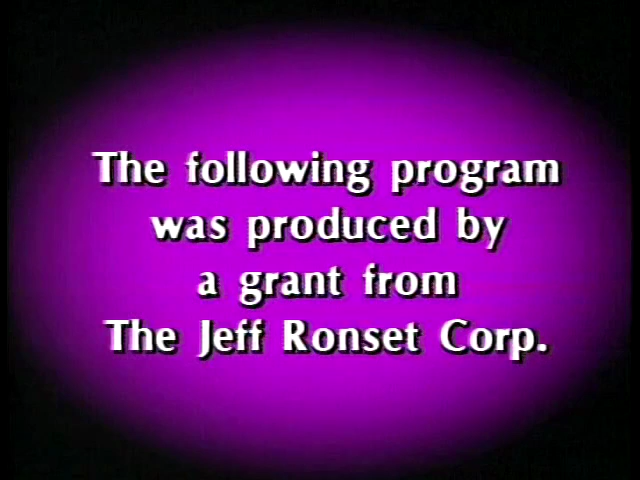 The following program
was produced by
a grant from
The Jeff Ronset Corp.